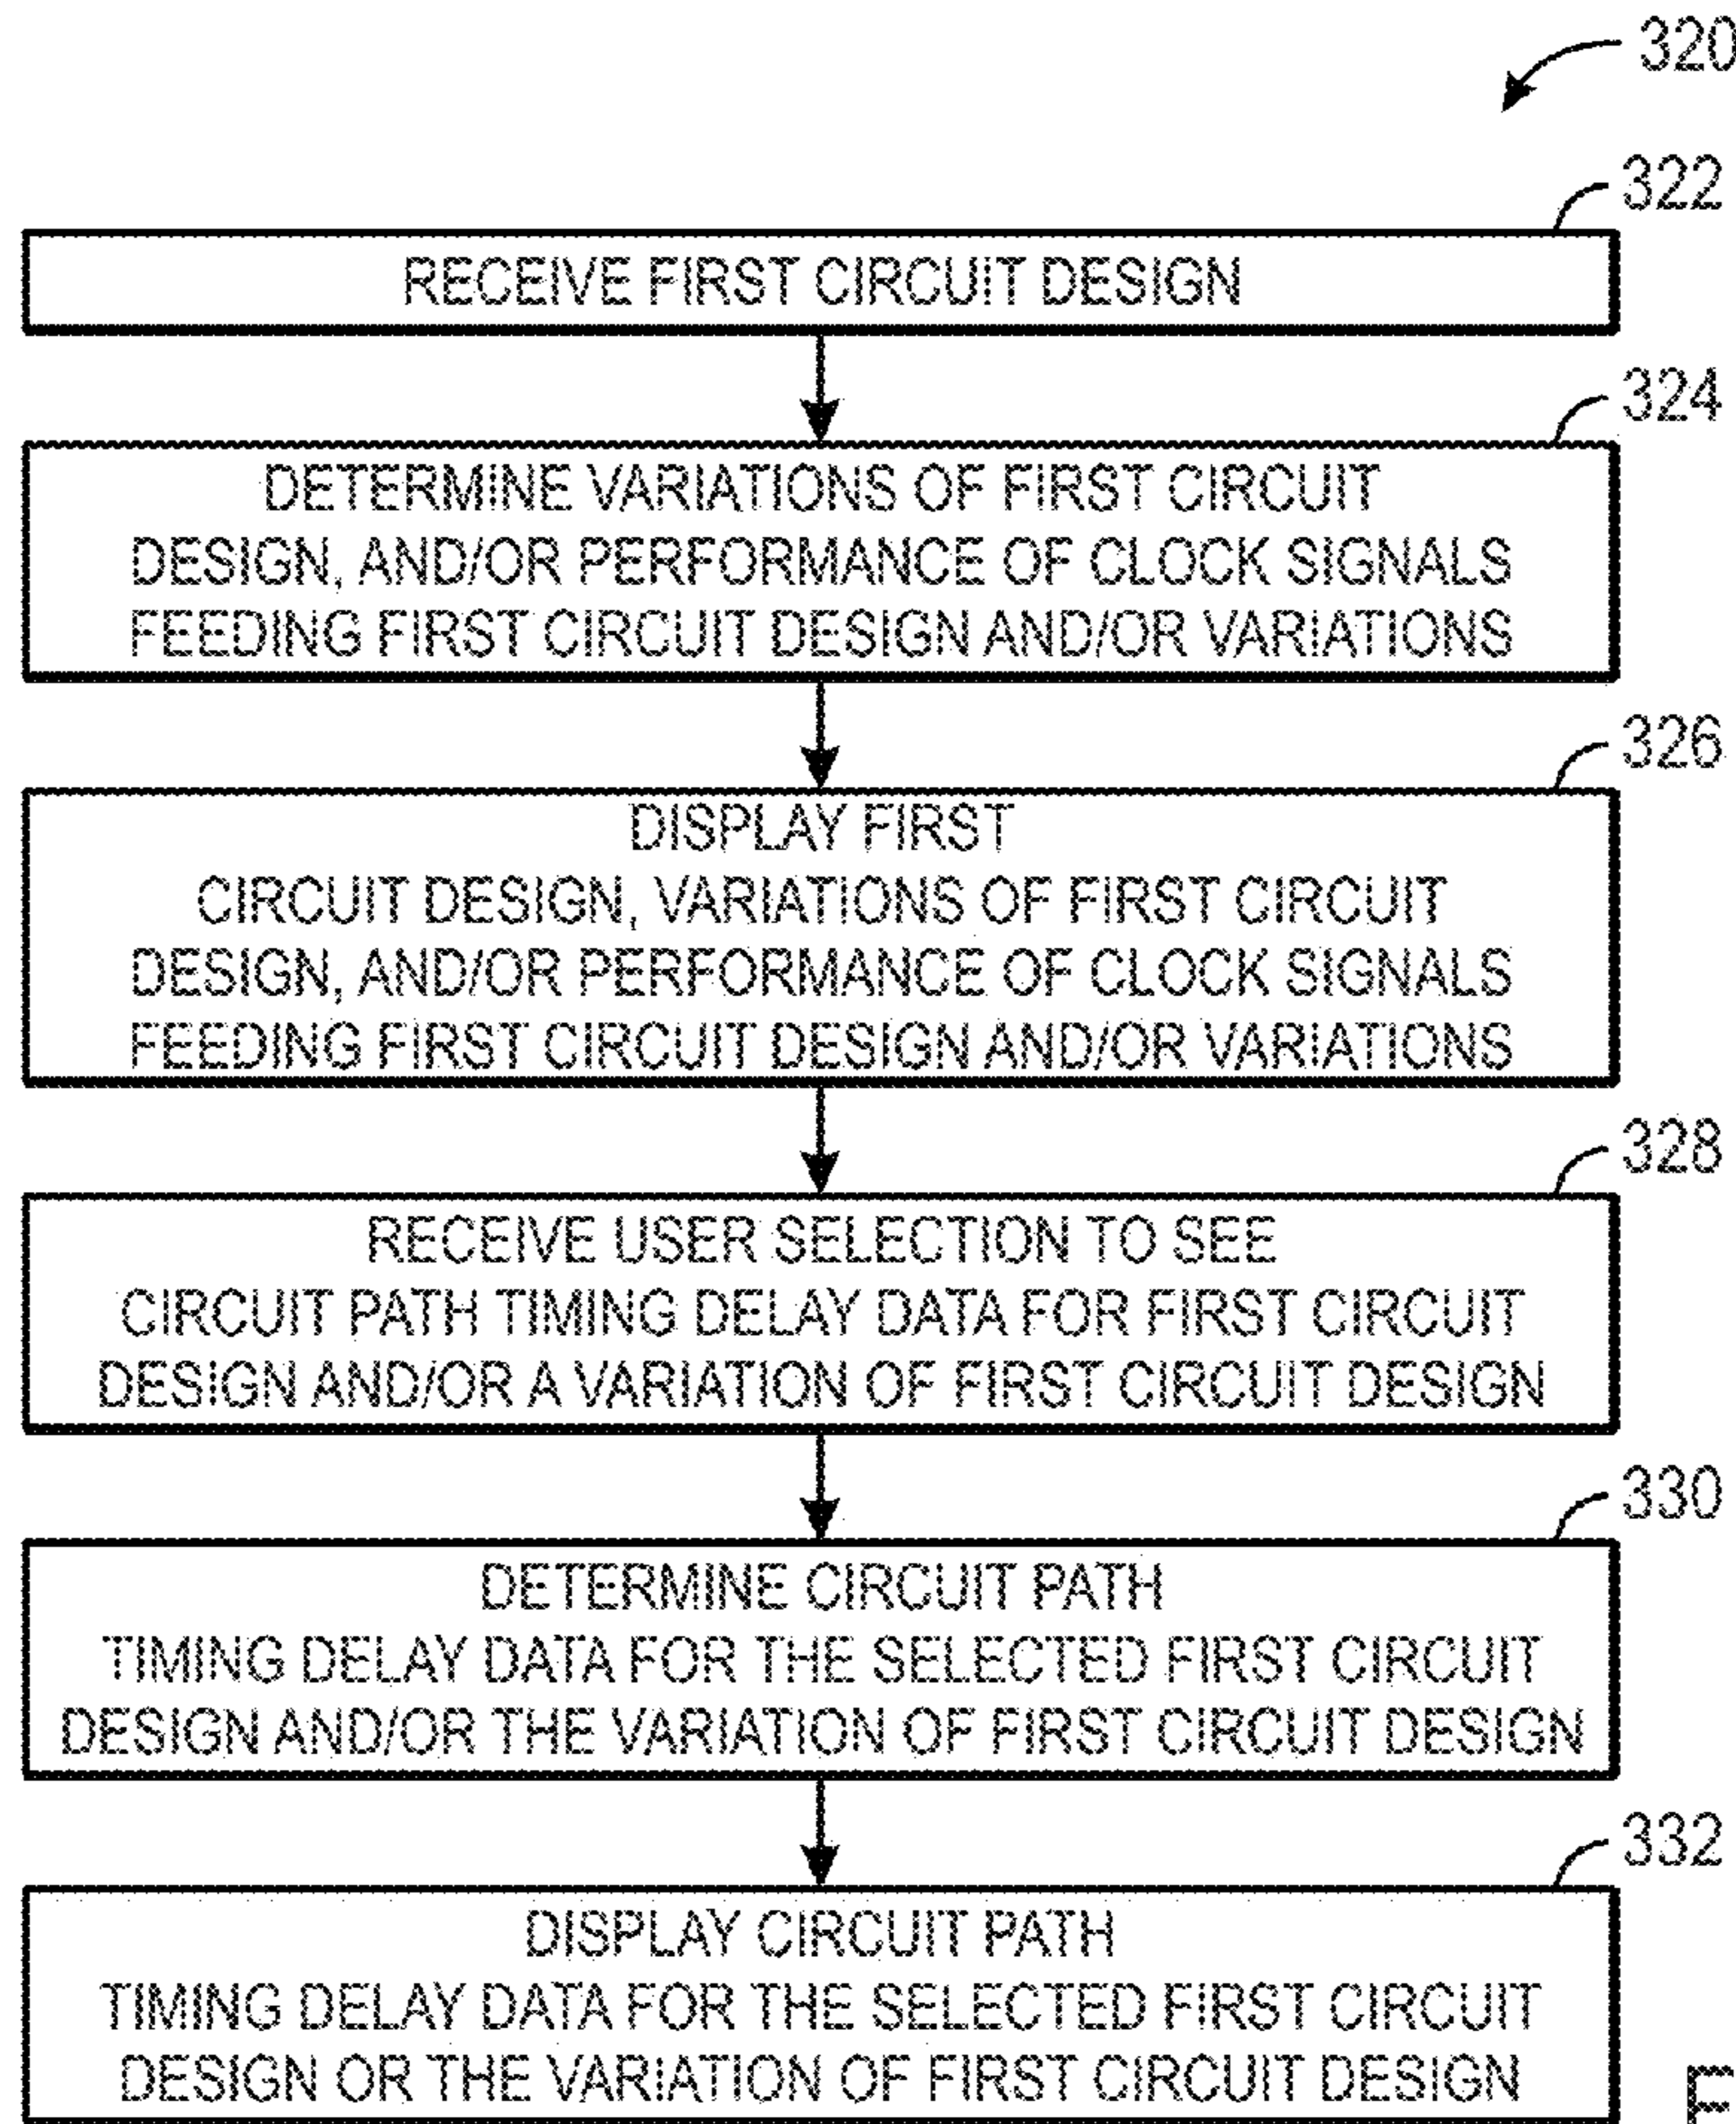 320
322
RECEIVE FIRST CIRCUIT DESIGN
324
DETERMINE VARIATIONS OF FIRST CIRCUIT
DESIGN, AND/OR PERFORMANCE OF CLOCK SIGNALS
FEEDING FIRST CIRCUIT DESIGN AND/OR VARIATIONS
326
DISPLAY FIRST
CIRCUIT DESIGN, VARIATIONS OF FIRST CIRCUIT
DESIGN, AND/OR PERFORMANCE OF CLOCK SIGNALS
FEEDING FIRST CIRCUIT DESIGN AND/OR VARIATIONS
328
RECEIVE USER SELECTION TO SEE
CIRCUIT PATH TIMING DELAY DATA FOR FIRST CIRCUIT
DESIGN AND/OR A VARIATION OF FIRST CIRCUIT DESIGN
330
DETERMINE CIRCUIT PATH
TIMING DELAY DATA FOR THE SELECTED FIRST CIRCUIT
DESIGN AND/OR THE VARIATION OF FIRST CIRCUIT DESIGN
332
DISPLAY CIRCUIT PATH
TIMING DELAY DATA FOR THE SELECTED FIRST CIRCUIT
DESIGN OR THE VARIATION OF FIRST CIRCUIT DESIGN